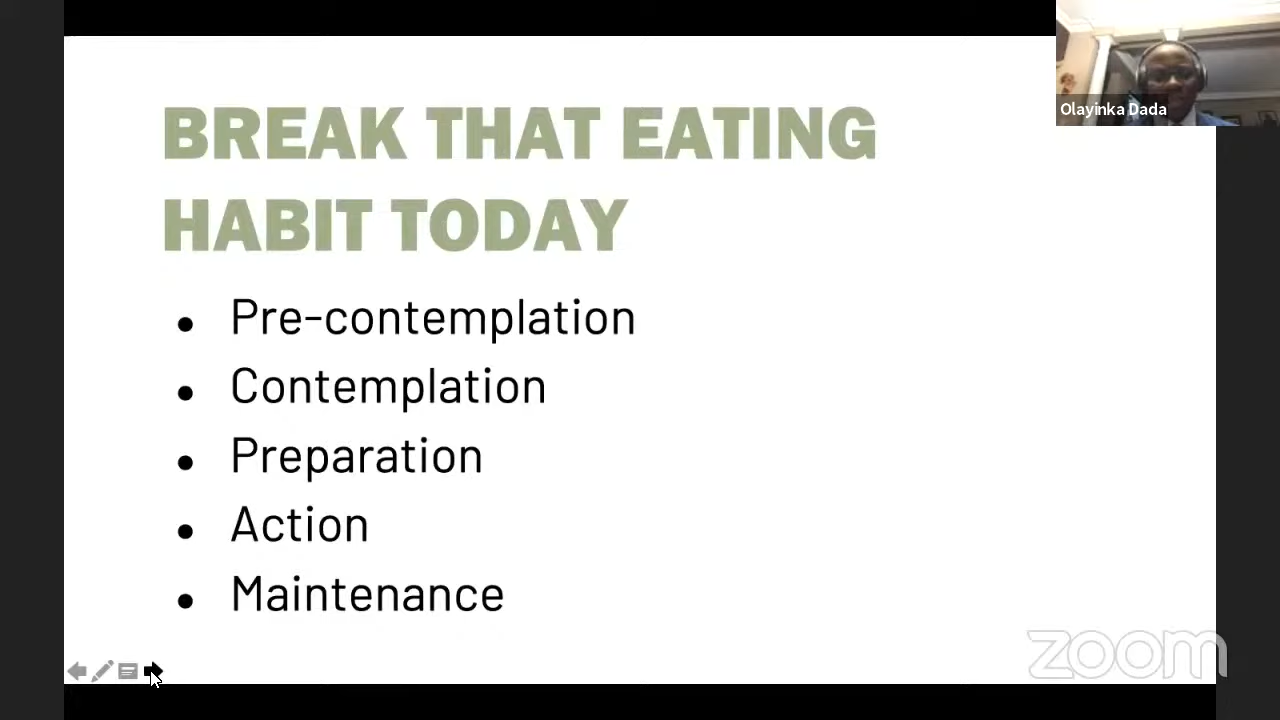 Olayinka Dada
BREAK THAT EATING
HABIT TODAY
• Pre-contemplation
• Contemplation
• Preparation
• Action
• Maintenance
zoom